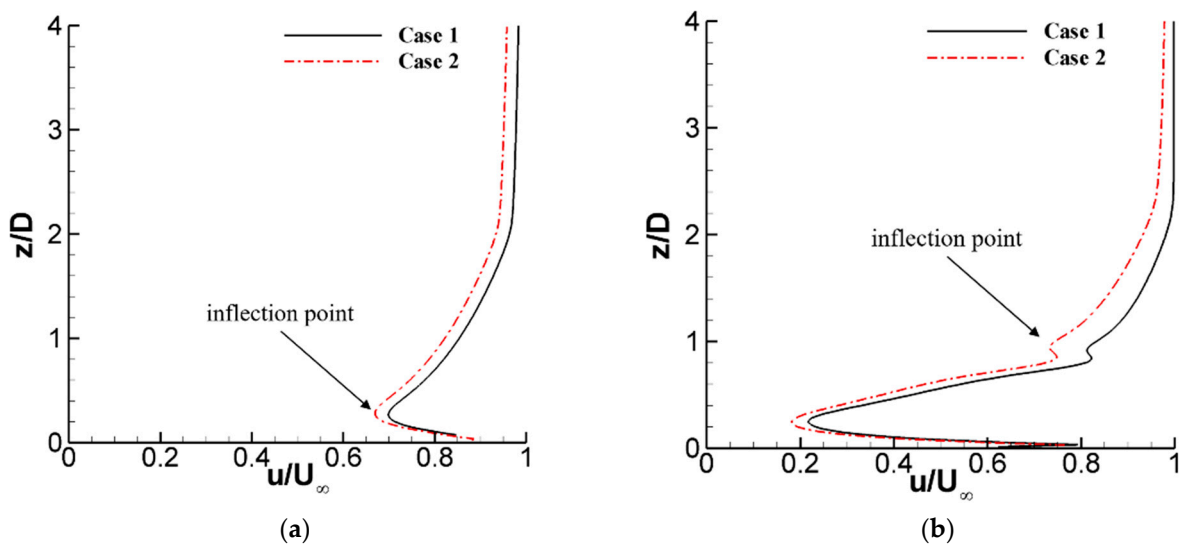 4
3
2
1
0
z/D
Case 1
Case 2
inflection point
0
0.2
0.4
0.6
0.8
1
u/U∞
(a)
4
3
2
1
0
z/D
Case 1
Case 2
inflection point
0
0.2
0.4
0.6
0.8
1
u/U∞
(b)